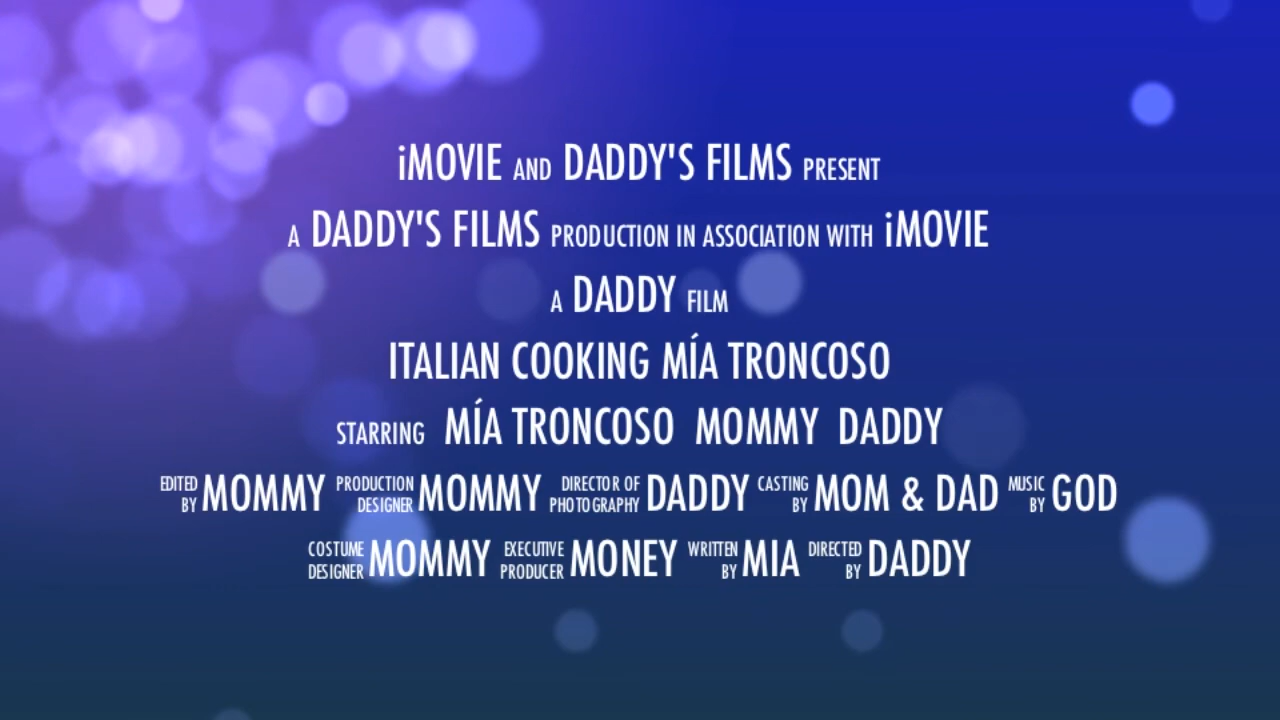 iMOVIE AND DADDY'S FILMS PRESENT
A DADDY'S FILMS PRODUCTION IN ASSOCIATION WITH iMOVIE
A DADDY FILM
ITALIAN COOKING MÍA TRONCOSO
STARRING MÍA TRONCOSO MOMMY DADDY
EDITED BY MOMMY PRODUCTION DESIGNER MOMMY DIRECTOR OF PHOTOGRAPHY DADDY CASTING BY MOM & DAD MUSIC BY GOD
COSTUME DESIGNER MOMMY EXECUTIVE PRODUCER MONEY WRITTEN BY MIA DIRECTED BY DADDY